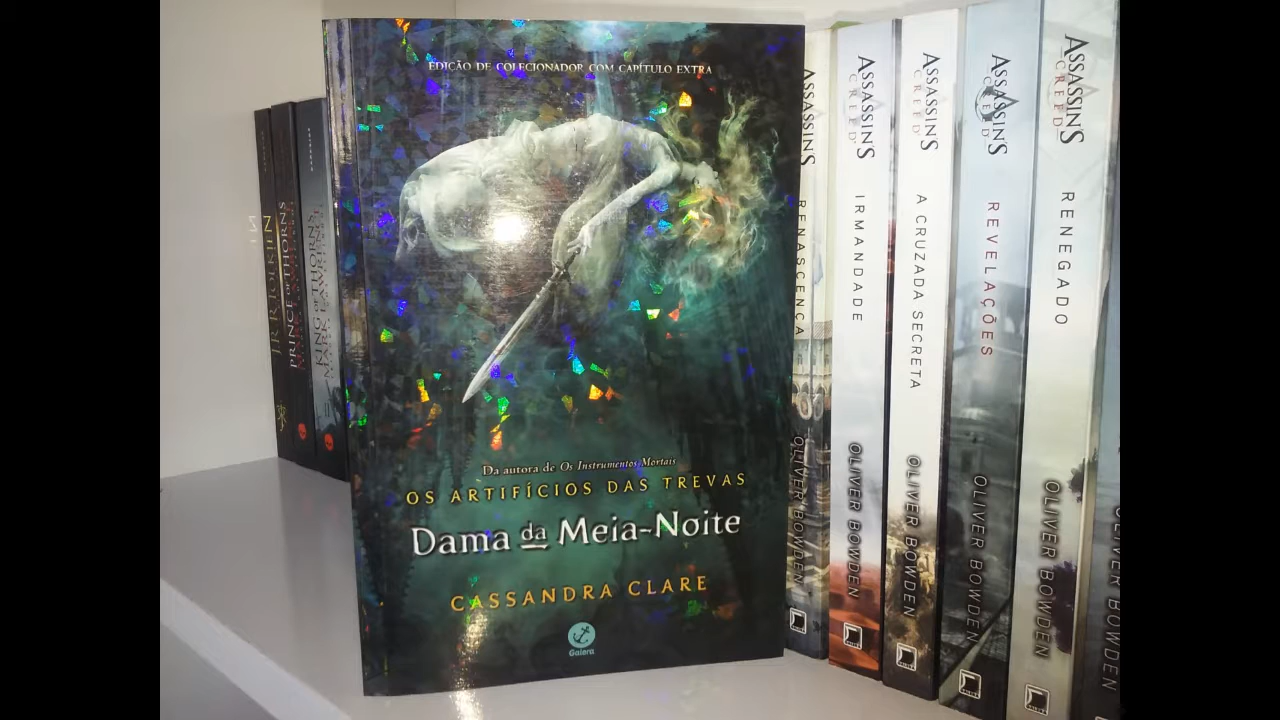 EDIÇÃO DE COLECIONADOR COM CAPÍTULO EXTRA
Da autora de Os Instrumentos Mortais
OS ARTIFÍCIOS DAS TREVAS
Dama da Meia-Noite
CASSANDRA CLARE
Galera
J.R.R. TOLKIEN
PRINCE OF THORNS
KING OF THORNS
MARK LAWRENCE
ASSASSIN'S
RENASCENÇA
OLIVER BOWDEN
ASSASSIN'S
CREED
IRMANDADE
OLIVER BOWDEN
ASSASSIN'S
CREED
A CRUZADA SECRETA
OLIVER BOWDEN
ASSASSIN'S
CREED
REVELAÇÕES
OLIVER BOWDEN
ASSASSIN'S
CREED
RENEGADO
OLIVER BOWDEN
OLIVER BOWDEN